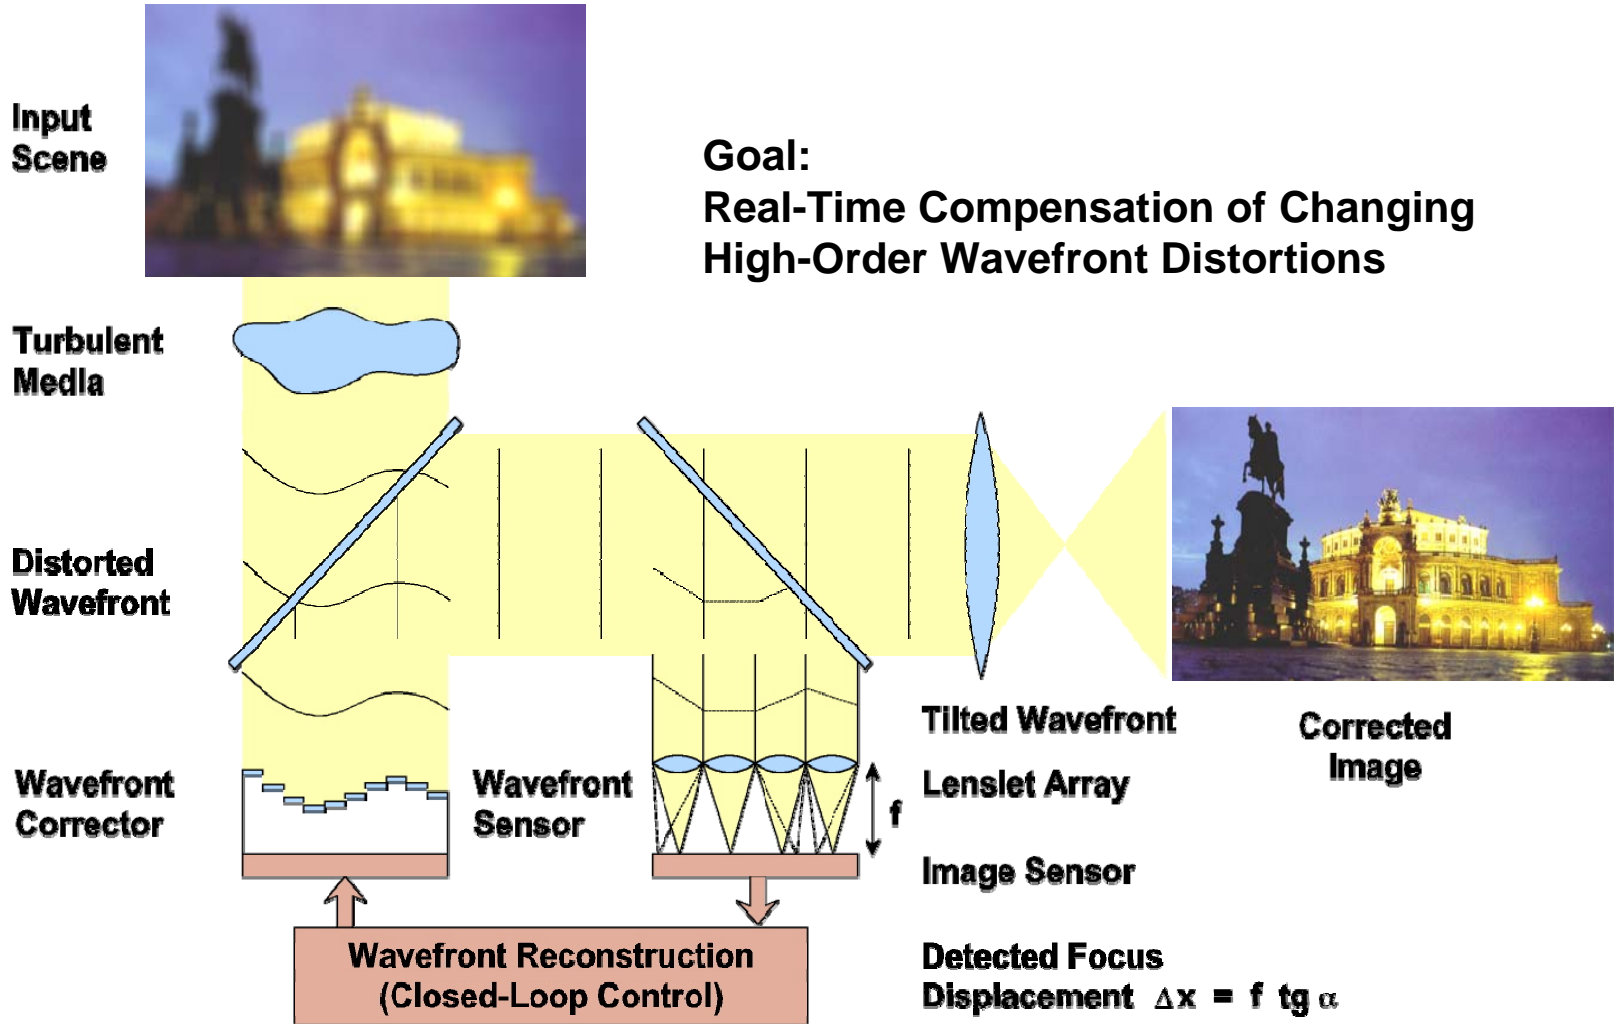 Input
Scene
Goal:
Real-Time Compensation of Changing
High-Order Wavefront Distortions
Turbulent
Media
Distorted
Wavefront
Tilted Wavefront
Corrected
Image
Wavefront
Corrector
Wavefront
Sensor
Lenslet Array
f
Image Sensor
Wavefront Reconstruction
(Closed-Loop Control)
Detected Focus
Displacement Δx = f tg α